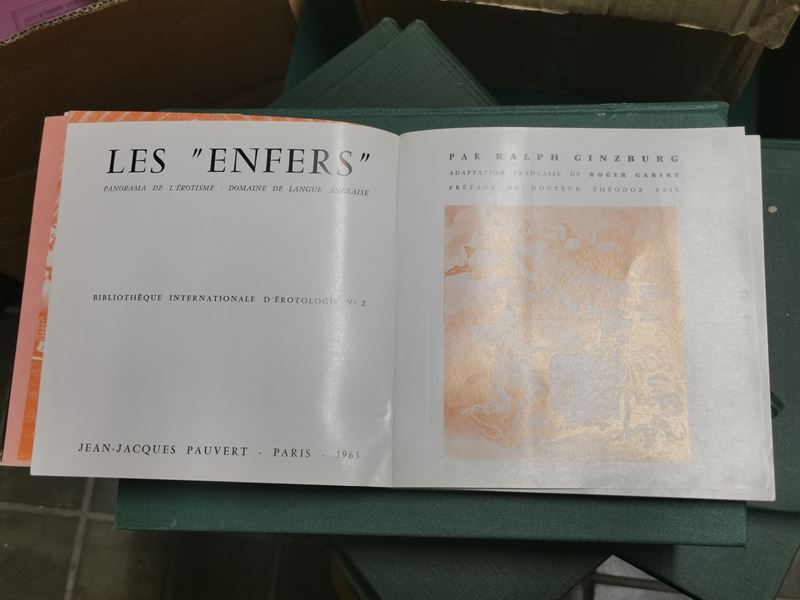 LES "ENFERS"
PANORAMA DE L'ÉROTISME : DOMAINE DE LANGUE ANGLAISE
BIBLIOTHÈQUE INTERNATIONALE D'ÉROTOLOGIE Nº 2
JEAN-JACQUES PAUVERT - PARIS - 1963
PAR RALPH GINZBURG
ADAPTATION FRANÇAISE DE ROGER GABERT
PRÉFACE DU DOCTEUR THÉODOR REIK